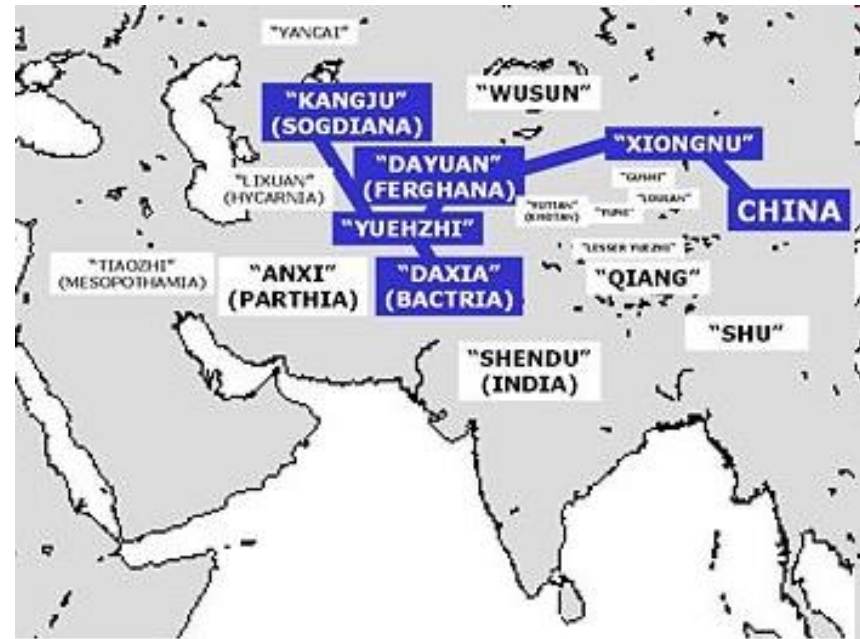 "YANCAI"
"KANGJU"
(SOGDIANA)
"WUSUN"
"XIONGNU"
"DAYUAN"
(FERGHANA)
"LIXUAN"
(HYCARNIA)
"GUSHI"
"LOULAN"
"YUTIAN"
(KHOTAN)
CHINA
"YUEHZHI"
"LESSER YUEZHI"
"TIAOZHI"
(MESOPOTHAMIA)
"ANXI"
(PARTHIA)
"DAXIA"
(BACTRIA)
"QIANG"
"SHU"
"SHENDU"
(INDIA)